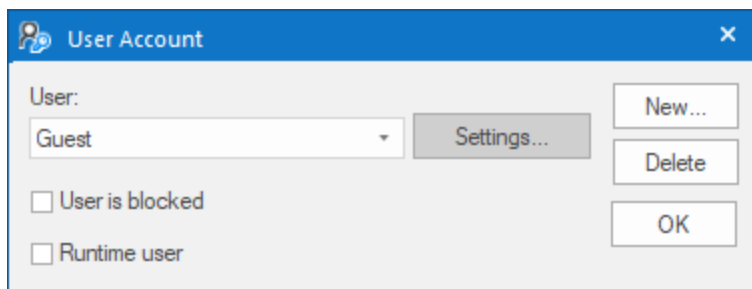 User Account
User:
Guest
Settings...
New...
Delete
OK
User is blocked
Runtime user